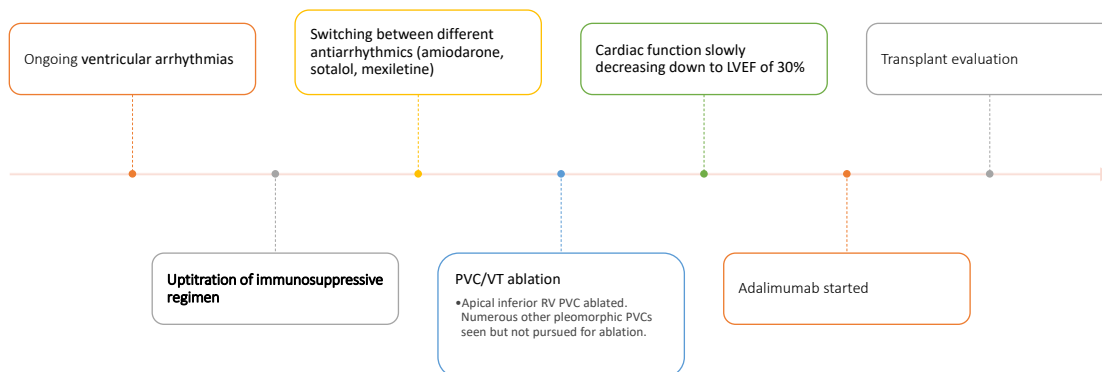 Ongoing ventricular arrhythmias
Switching between different
antiarrhythmics (amiodarone,
sotalol, mexiletine)
Cardiac function slowly
decreasing down to LVEF of 30%
Transplant evaluation
Uptitration of immunosuppressive
regimen
PVC/VT ablation
•Apical inferior RV PVC ablated.
Numerous other pleomorphic PVCs
seen but not pursued for ablation.
Adalimumab started